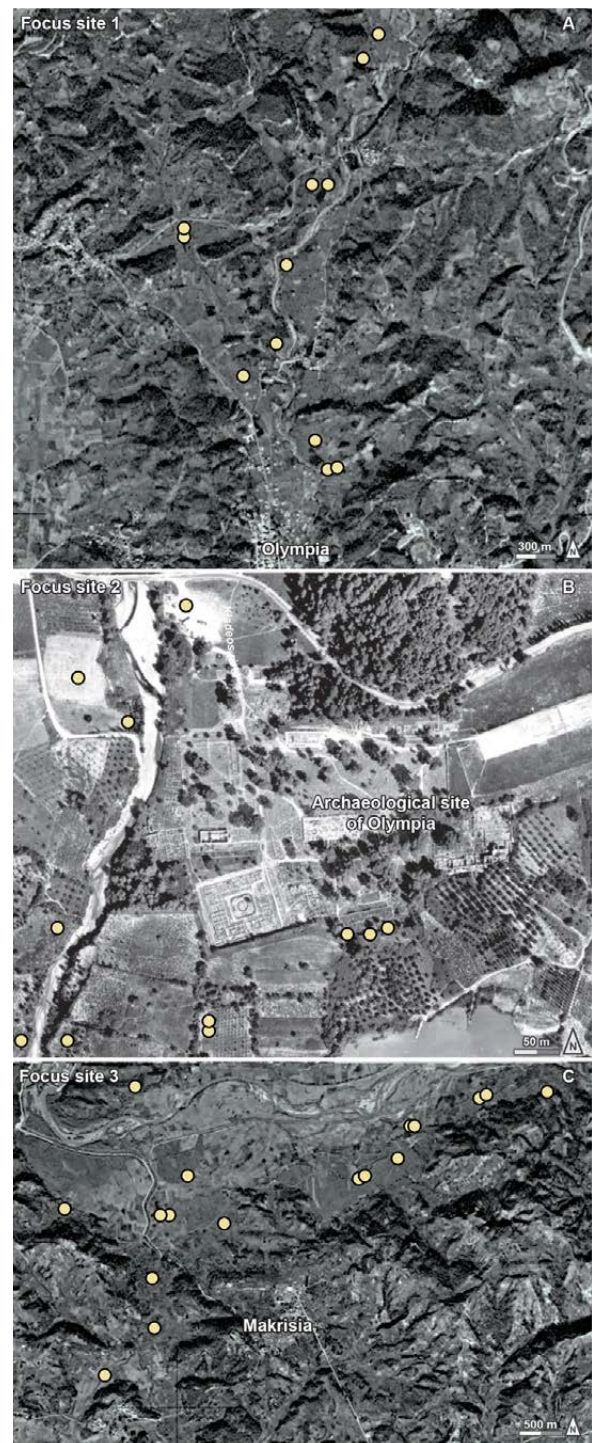 Focus site 1
A
Olympia
300 m
N
Focus site 2
B
Archaeological site
of Olympia
50 m
N
Focus site 3
C
Makrisia
500 m
N